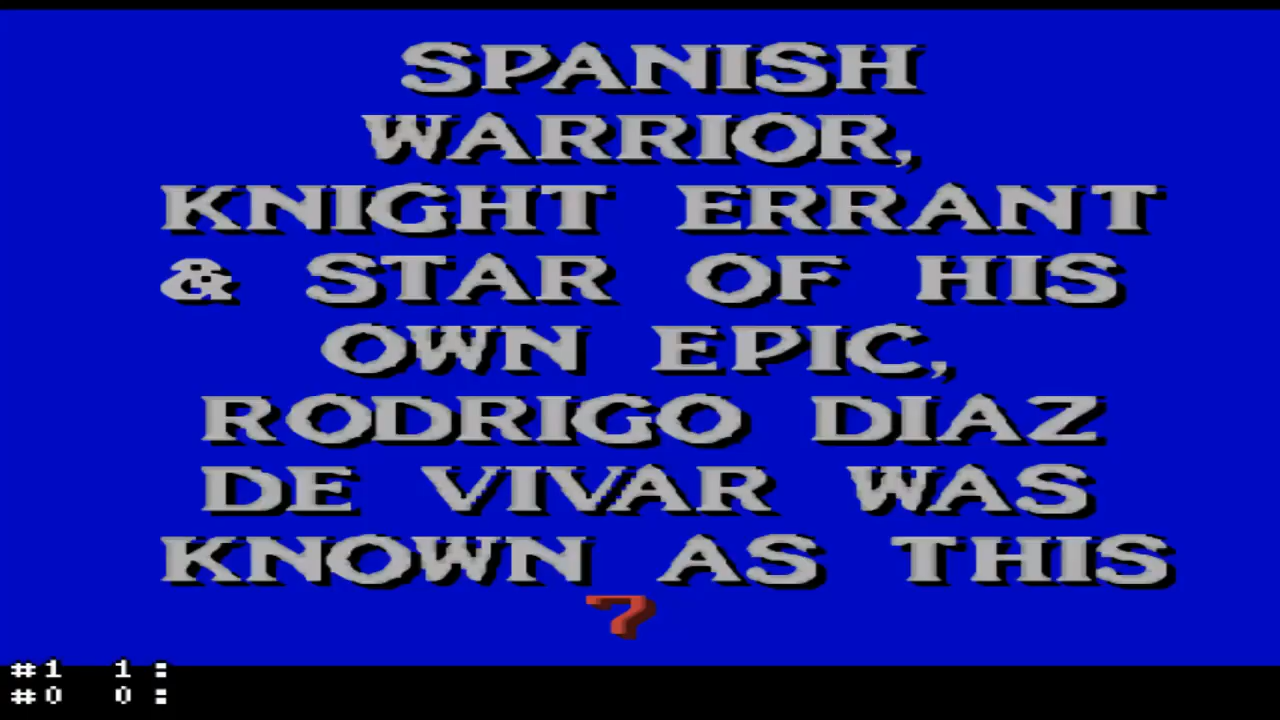 SPANISH
WARRIOR,
KNIGHT ERRANT
& STAR OF HIS
OWN EPIC,
RODRIGO DIAZ
DE VIVAR WAS
KNOWN AS THIS
7
#1 1:
#0 0: